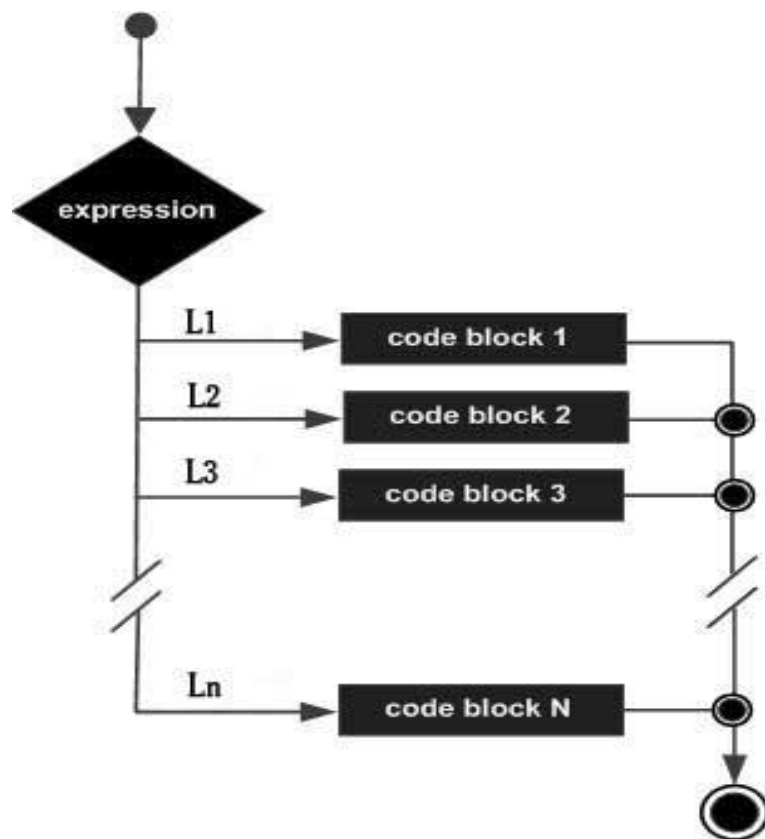 expression
L1
code block 1
L2
code block 2
L3
code block 3
Ln
code block N